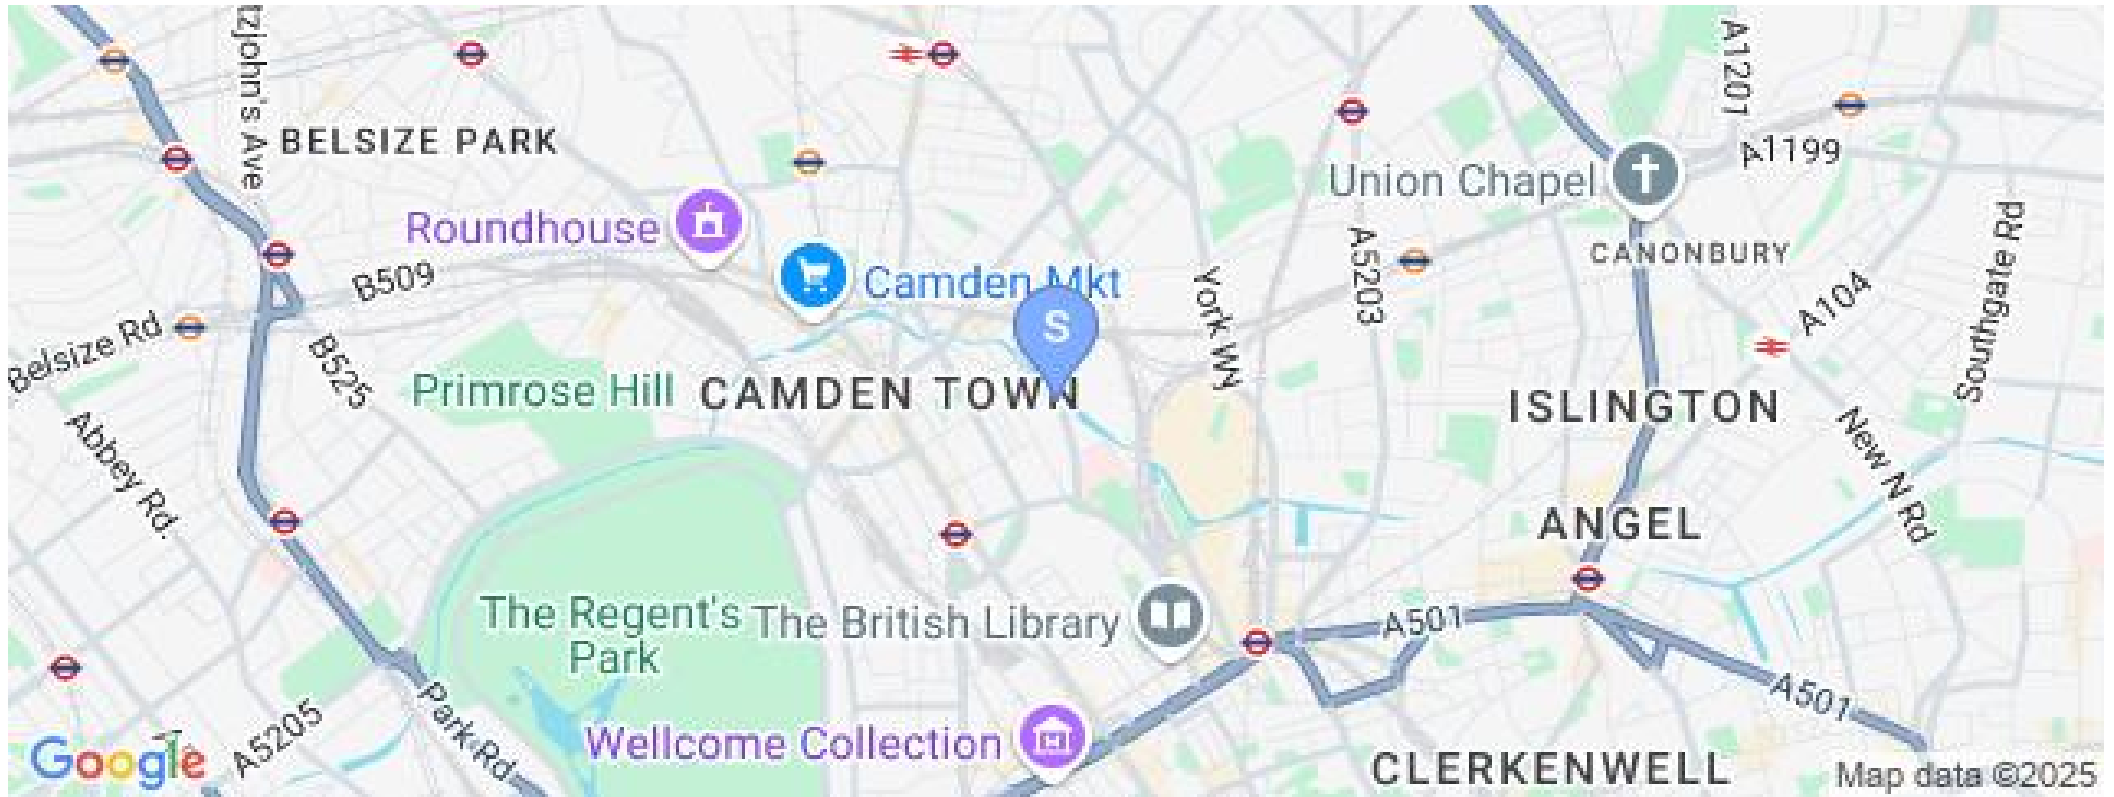 tzjohn's Ave
BELSIZE PARK
A1201
A1199
Union Chapel
Roundhouse
CANONBURY
Southgate Rd
B509
Camden Mkt
York Wy
A5203
A104
Belsize Rd
B525
S
Primrose Hill
CAMDEN TOWN
ISLINGTON
Abbey Rd.
New N Rd
ANGEL
The Regent's
Park
The British Library
A501
Park Rd
A501
A5205
Wellcome Collection
CLERKENWELL
Google
Map data ©2025